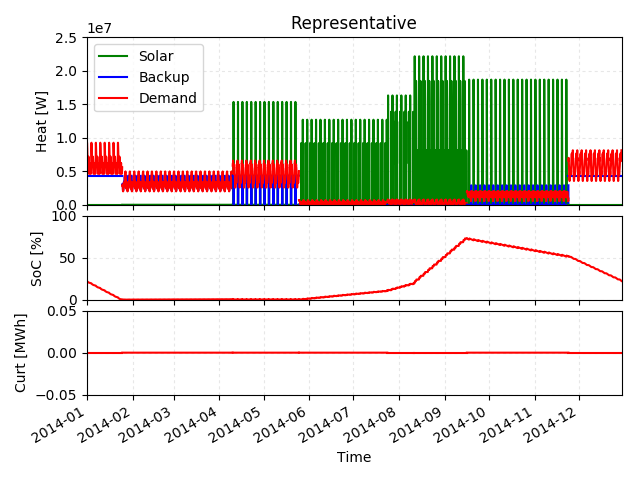 Representative
1e7
2.5
2.0
1.5
1.0
0.5
0.0
Heat [W]
Solar
Backup
Demand
100
50
0
SoC [%]
0.05
0.00
−0.05
Curt [MWh]
2014-01
2014-02
2014-03
2014-04
2014-05
2014-06
2014-07
2014-08
2014-09
2014-10
2014-11
2014-12
Time